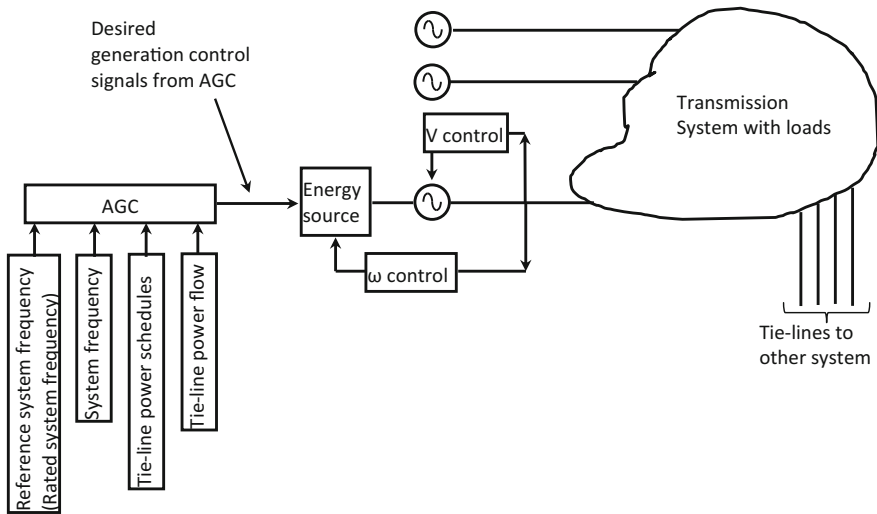 Desired
generation control
signals from AGC
Transmission
System with loads
V control
Energy
source
AGC
ω control
Reference system frequency
(Rated system frequency)
System frequency
Tie-line power schedules
Tie-line power flow
Tie-lines to
other system